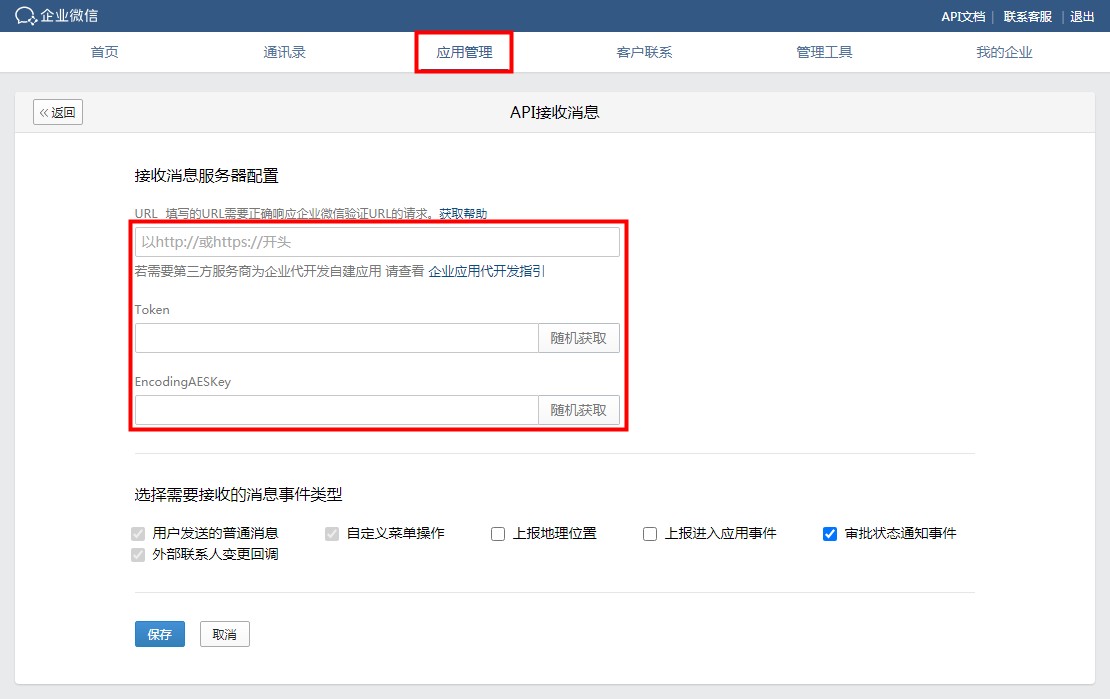 企业微信
API文档 | 联系客服 | 退出
首页 通讯录 应用管理 客户联系 管理工具 我的企业
«返回 API接收消息
接收消息服务器配置
URL 填写的URL需要正确响应企业微信验证URL的请求。获取帮助
以http://或https://开头
若需要第三方服务商为企业代开发自建应用 请查看 企业应用代开发指引
Token
随机获取
EncodingAESKey
随机获取
选择需要接收的消息事件类型
用户发送的普通消息 自定义菜单操作 上报地理位置 上报进入应用事件 审批状态通知事件
外部联系人变更回调
保存 取消